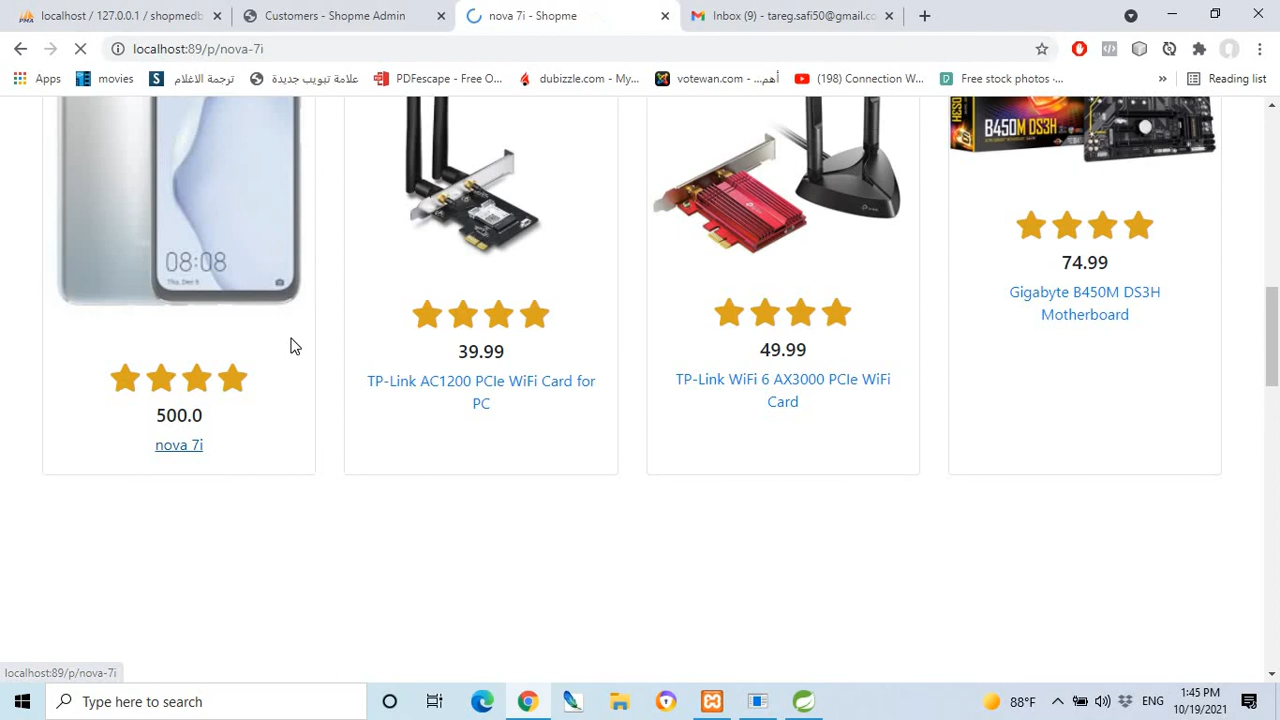 localhost / 127.0.0.1 / shopmedb
Customers - Shopme Admin
nova 7i - Shopme
Inbox (9) - tareg.safi50@gmail.co
localhost:89/p/nova-7i
Apps
movies
ترجمة الاغلام
علامة تبويب جديدة
PDFescape - Free O...
dubizzle.com - My...
votewan.com - أهم...
(198) Connection W...
Free stock photos ·...
»
Reading list
08:08
B450M DS3H
500.0
nova 7i
39.99
TP-Link AC1200 PCIe WiFi Card for
PC
49.99
TP-Link WiFi 6 AX3000 PCIe WiFi
Card
74.99
Gigabyte B450M DS3H
Motherboard
localhost:89/p/nova-7i
Type here to search
88°F
ENG
1:45 PM
10/19/2021